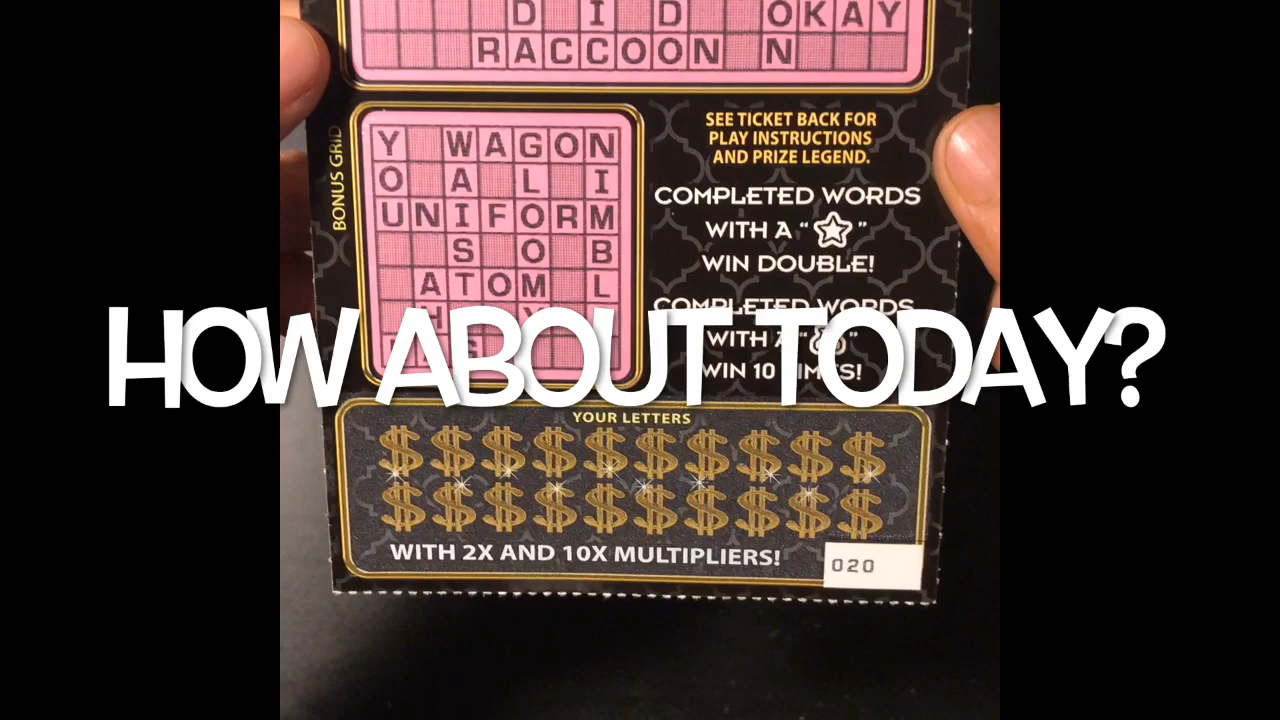 D I D OKAY
RACCOON N
BONUS GRID
Y WAGON
O A L I
UNIFORM
S O B
ATOM L
SEE TICKET BACK FOR
PLAY INSTRUCTIONS
AND PRIZE LEGEND.
COMPLETED WORDS
WITH A "☆"
WIN DOUBLE!
COMPLETED WORDS
WITH A " "
WIN 10 TIMES!
HOW ABOUT TODAY?
YOUR LETTERS
$ $ $ $ $ $ $ $ $ $
$ $ $ $ $ $ $ $ $ $
WITH 2X AND 10X MULTIPLIERS!
020